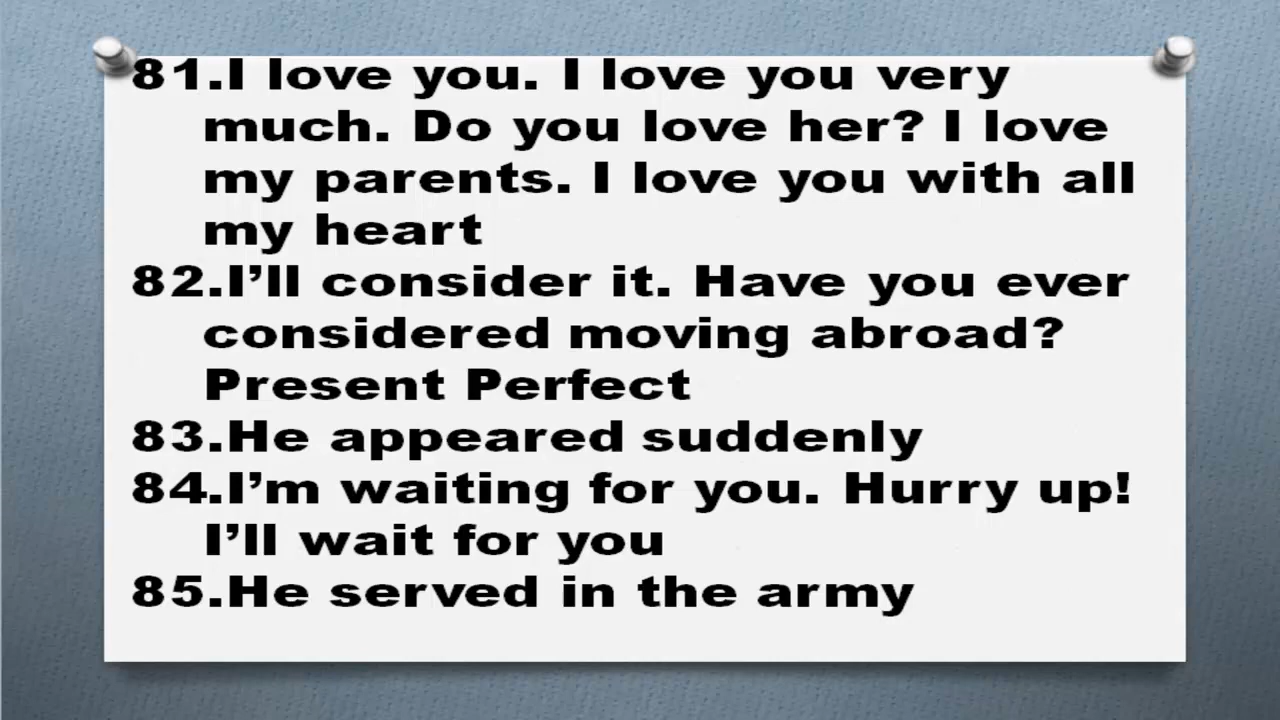 81.I love you. I love you very
much. Do you love her? I love
my parents. I love you with all
my heart
82.I’ll consider it. Have you ever
considered moving abroad?
Present Perfect
83.He appeared suddenly
84.I’m waiting for you. Hurry up!
I’ll wait for you
85.He served in the army